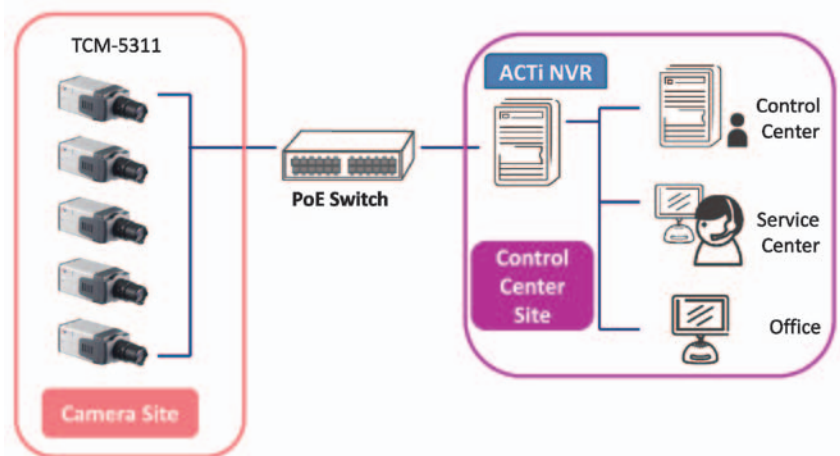 TCM-5311
Camera Site
PoE Switch
ACTi NVR
Control
Center
Site
Control
Center
Service
Center
Office